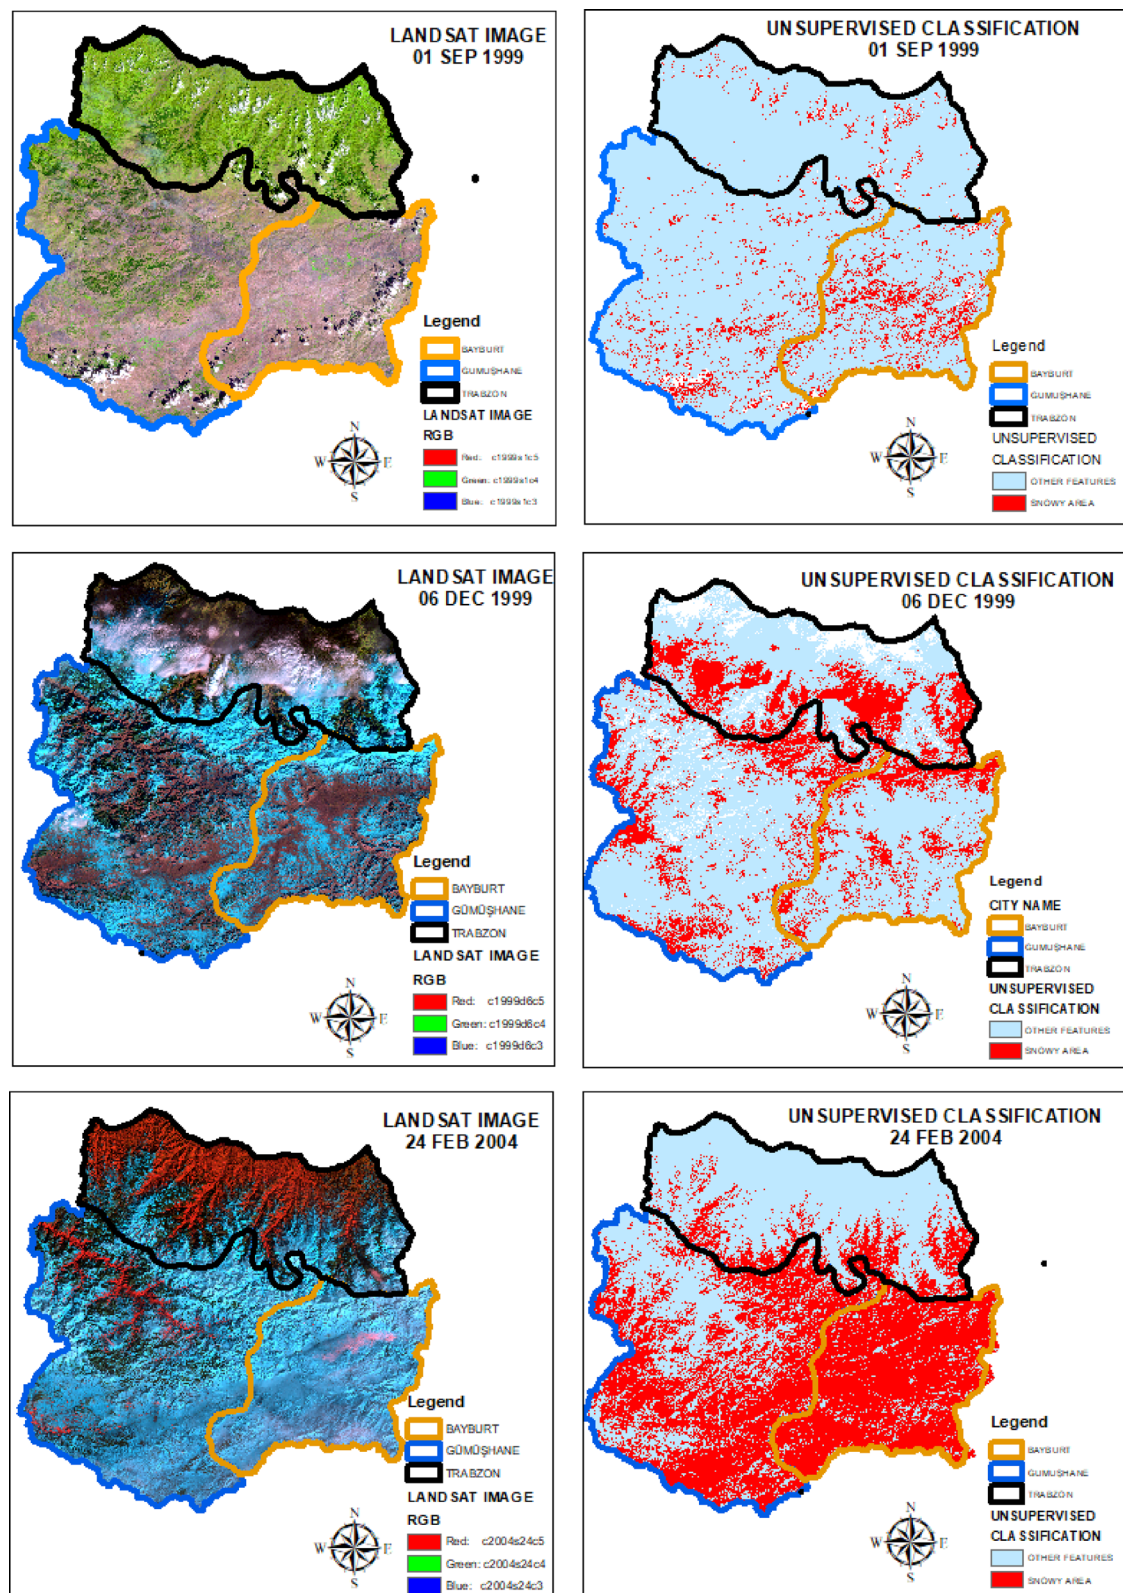 LANDSAT IMAGE
01 SEP 1999
Legend
BAYBURT
GUMUŞHANE
TRABZON
LANDSAT IMAGE
RGB
Red: c1999s1c5
Green: c1999s1c4
Blue: c1999s1c3
N
W E
S
UNSUPERVISED CLASSIFICATION
01 SEP 1999
Legend
BAYBURT
GUMUŞHANE
TRABZON
UNSUPERVISED
CLASSIFICATION
OTHER FEATURES
SNOWY AREA
N
W E
S
LANDSAT IMAGE
06 DEC 1999
Legend
BAYBURT
GÜMÜŞHANE
TRABZON
LANDSAT IMAGE
RGB
Red: c1999d6c5
Green: c1999d6c4
Blue: c1999d6c3
N
W E
S
UNSUPERVISED CLASSIFICATION
06 DEC 1999
Legend
CITY NAME
BAYBURT
GUMUŞHANE
TRABZON
UNSUPERVISED
CLASSIFICATION
OTHER FEATURES
SNOWY AREA
N
W E
S
LANDSAT IMAGE
24 FEB 2004
Legend
BAYBURT
GÜMÜŞHANE
TRABZON
LANDSAT IMAGE
RGB
Red: c2004s24c5
Green: c2004s24c4
Blue: c2004s24c3
N
W E
S
UNSUPERVISED CLASSIFICATION
24 FEB 2004
Legend
BAYBURT
GUMUŞHANE
TRABZON
UNSUPERVISED
CLASSIFICATION
OTHER FEATURES
SNOWY AREA
N
W E
S